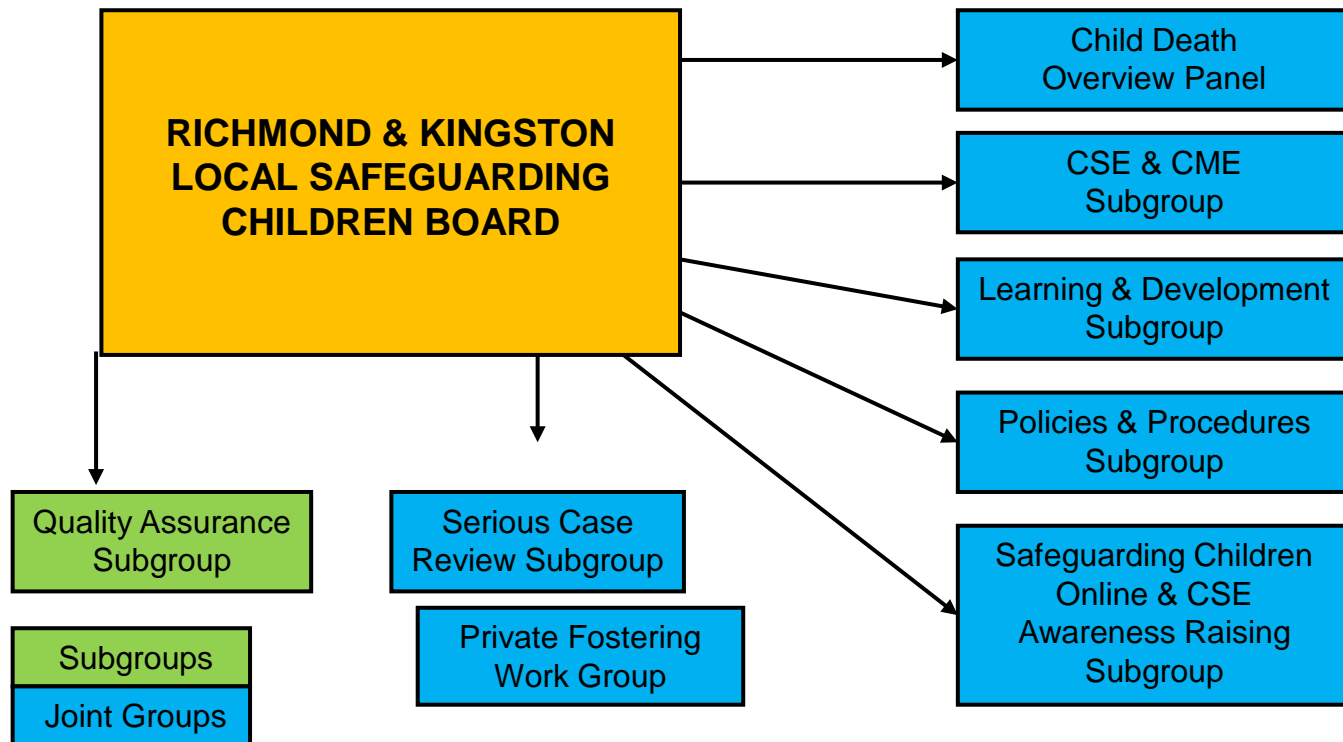 RICHMOND & KINGSTON
LOCAL SAFEGUARDING
CHILDREN BOARD
Child Death
Overview Panel
CSE & CME
Subgroup
Learning & Development
Subgroup
Policies & Procedures
Subgroup
Safeguarding Children
Online & CSE
Awareness Raising
Subgroup
Quality Assurance
Subgroup
Serious Case
Review Subgroup
Private Fostering
Work Group
Subgroups
Joint Groups